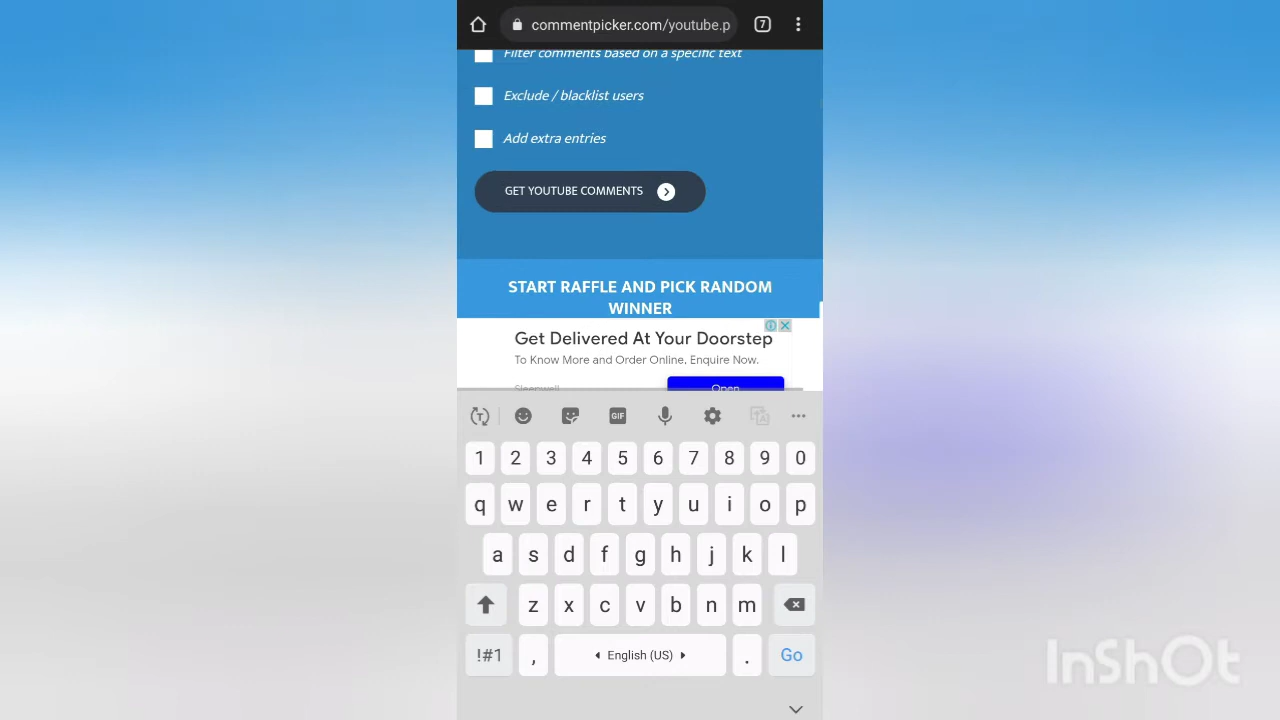 commentpicker.com/youtube.p
7
Filter comments based on a specific text
Exclude / blacklist users
Add extra entries
GET YOUTUBE COMMENTS
START RAFFLE AND PICK RANDOM
WINNER
Get Delivered At Your Doorstep
To Know More and Order Online, Enquire Now.
Sleepwell
Open
GIF
1 2 3 4 5 6 7 8 9 0
q w e r t y u i o p
a s d f g h j k l
z x c v b n m
!#1 , English (US) . Go
InShOt